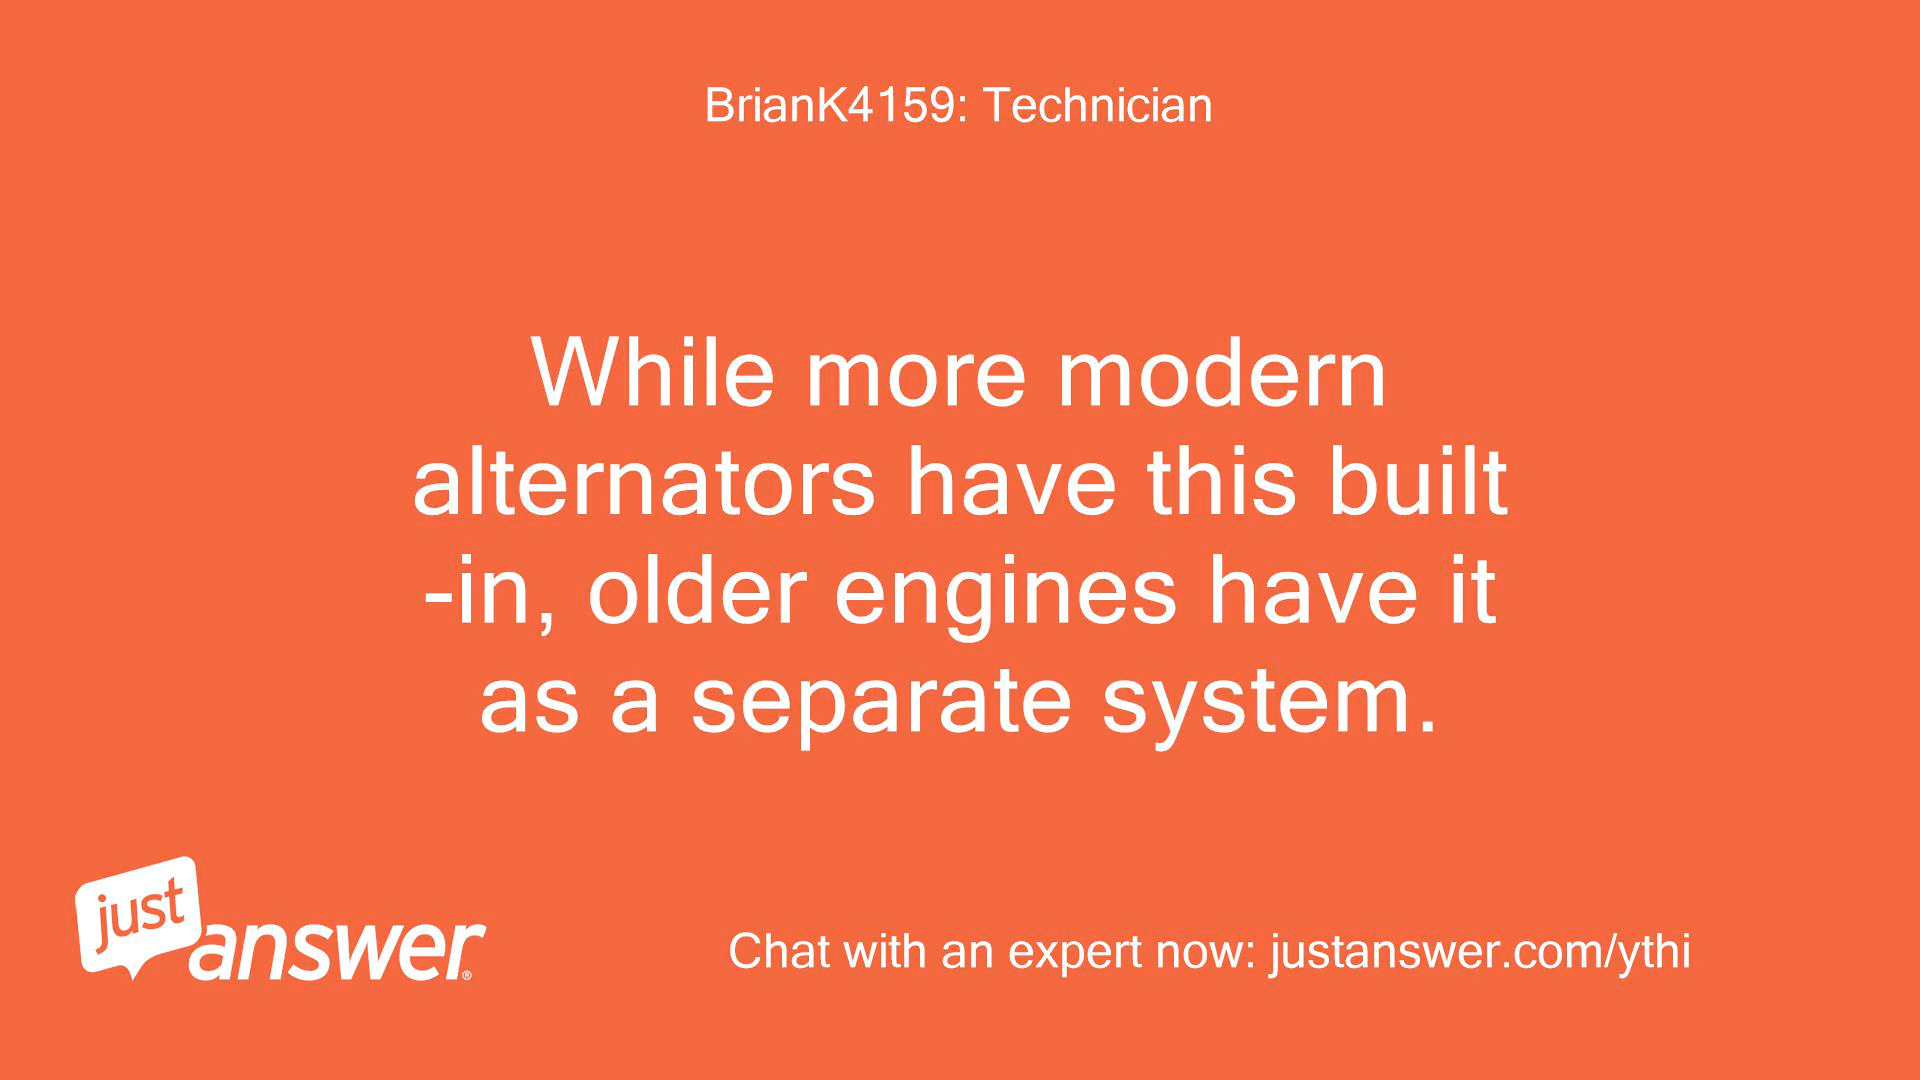 BrianK4159: Technician
While more modern
alternators have this built
-in, older engines have it
as a separate system.
just
answer®
Chat with an expert now: justanswer.com/ythi